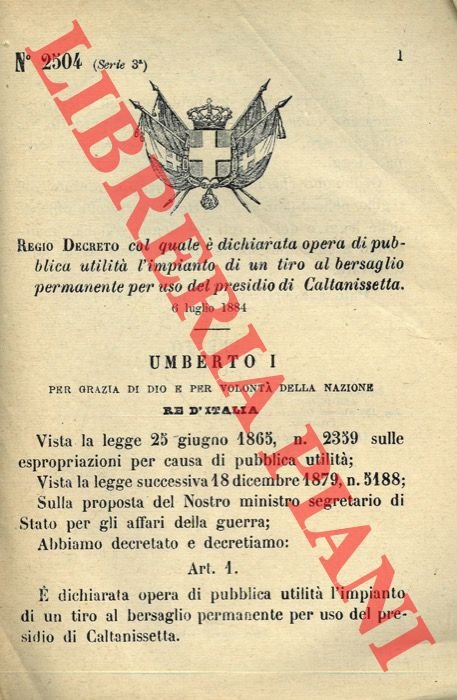 N° 2504 (Serie 3ª)
1
REGIO DECRETO col quale è dichiarata opera di pub-
blica utilità l'impianto di un tiro al bersaglio
permanente per uso del presidio di Caltanissetta.
6 luglio 1884
UMBERTO I
PER GRAZIA DI DIO E PER VOLONTÀ DELLA NAZIONE
RE D'ITALIA
Vista la legge 25 giugno 1865, n. 2359 sulle
espropriazioni per causa di pubblica utilità;
Vista la legge successiva 18 dicembre 1879, n. 5188;
Sulla proposta del Nostro ministro segretario di
Stato per gli affari della guerra;
Abbiamo decretato e decretiamo:
Art. 1.
È dichiarata opera di pubblica utilità l'impianto
di un tiro al bersaglio permanente per uso del pre-
sidio di Caltanissetta.
LIBRERIA PIANI